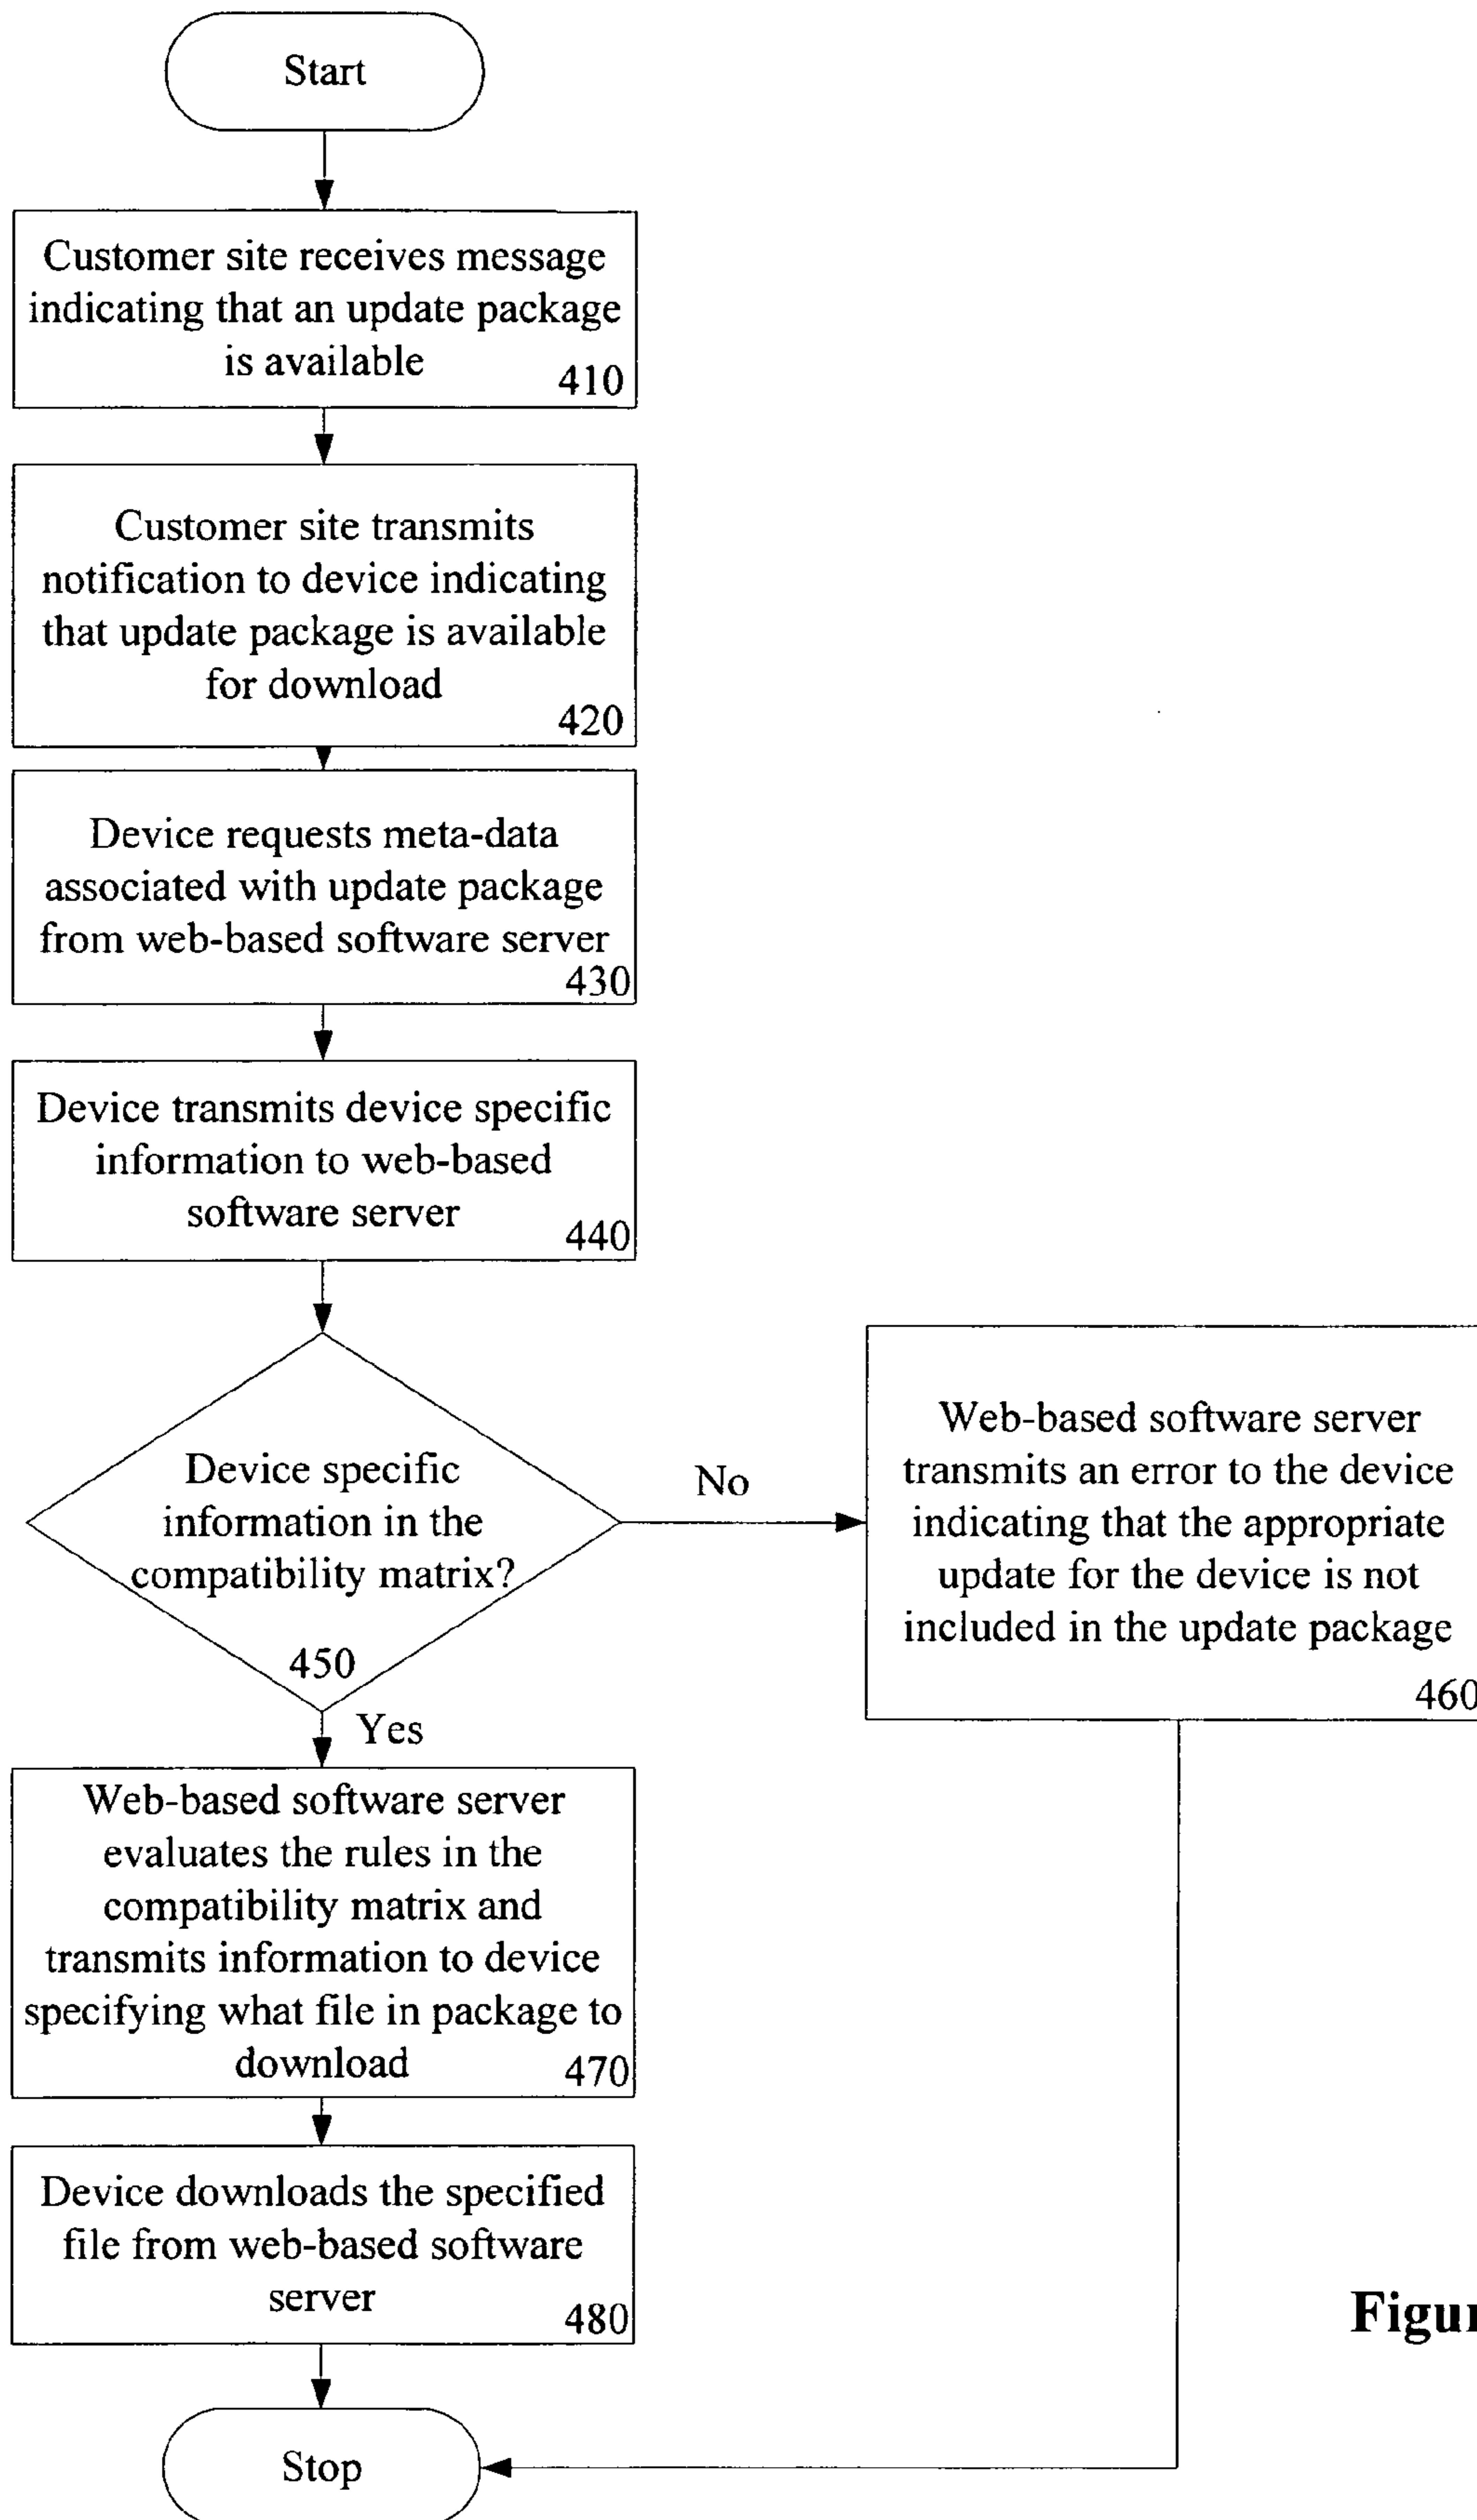 Start
Customer site receives message
indicating that an update package
is available
410
Customer site transmits
notification to device indicating
that update package is available
for download
420
Device requests meta-data
associated with update package
from web-based software server
430
Device transmits device specific
information to web-based
software server
440
Device specific
information in the
compatibility matrix?
450
No
Web-based software server
transmits an error to the device
indicating that the appropriate
update for the device is not
included in the update package
460
Yes
Web-based software server
evaluates the rules in the
compatibility matrix and
transmits information to device
specifying what file in package to
download
470
Device downloads the specified
file from web-based software
server
480
Stop